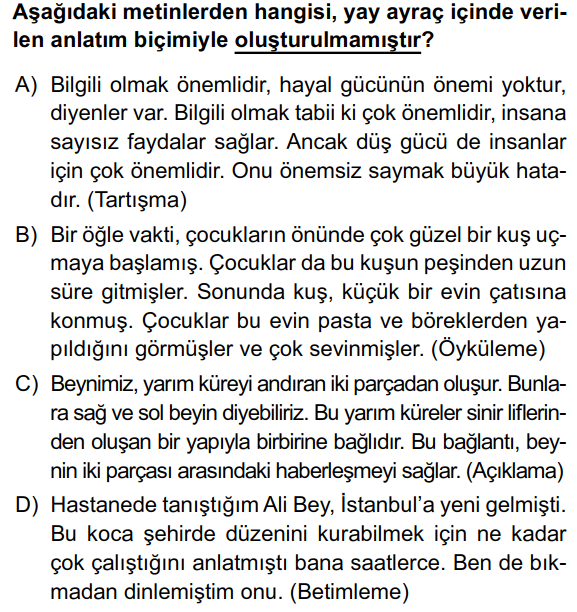 Aşağıdaki metinlerden hangisi, yay ayraç içinde veri-
len anlatım biçimiyle oluşturulmamıştır?
A) Bilgili olmak önemlidir, hayal gücünün önemi yoktur,
diyenler var. Bilgili olmak tabii ki çok önemlidir, insana
sayısız faydalar sağlar. Ancak düş gücü de insanlar
için çok önemlidir. Onu önemsiz saymak büyük hata-
dır. (Tartışma)
B) Bir öğle vakti, çocukların önünde çok güzel bir kuş uç-
maya başlamış. Çocuklar da bu kuşun peşinden uzun
süre gitmişler. Sonunda kuş, küçük bir evin çatısına
konmuş. Çocuklar bu evin pasta ve böreklerden ya-
pıldığını görmüşler ve çok sevinmişler. (Öyküleme)
C) Beynimiz, yarım küreyi andıran iki parçadan oluşur. Bunla-
ra sağ ve sol beyin diyebiliriz. Bu yarım küreler sinir liflerin-
den oluşan bir yapıyla birbirine bağlıdır. Bu bağlantı, bey-
nin iki parçası arasındaki haberleşmeyi sağlar. (Açıklama)
D) Hastanede tanıştığım Ali Bey, İstanbul’a yeni gelmişti.
Bu koca şehirde düzenini kurabilmek için ne kadar
çok çalıştığını anlatmıştı bana saatlerce. Ben de bık-
madan dinlemiştim onu. (Betimleme)